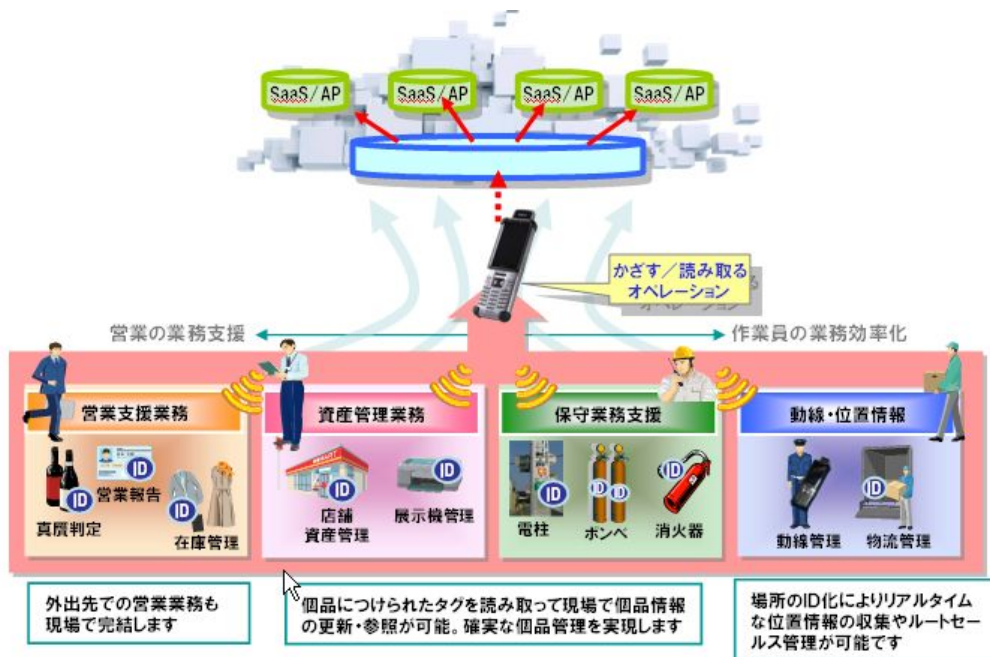 SaaS/AP
SaaS/AP
SaaS/AP
SaaS/AP
かざす／読み取る
オペレーション
営業の業務支援
作業員の業務効率化
営業支援業務
資産管理業務
保守業務支援
動線・位置情報
ID
営業報告
ID
真贋判定
ID
在庫管理
ID
店舗
資産管理
ID
展示機管理
ID
電柱
ID
ID
ボンベ
ID
消火器
動線管理
ID
物流管理
外出先での営業業務も
現場で完結します
個品につけられたタグを読み取って現場で個品情報
の更新・参照が可能。確実な個品管理を実現します
場所のID化によりリアルタイム
な位置情報の収集やルートセー
ルス管理が可能です